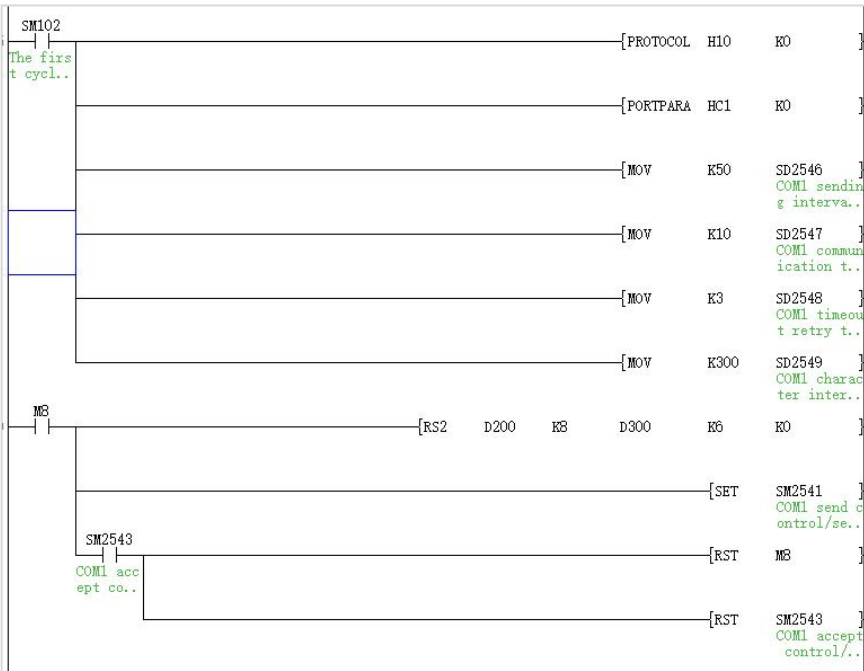 SM102
The firs
t cycl..
[PROTOCOL H10 K0 ]
[PORTPARA HC1 K0 ]
[MOV K50 SD2546 ]
COM1 sendin
g interva..
[MOV K10 SD2547 ]
COM1 commun
ication t..
[MOV K3 SD2548 ]
COM1 timeou
t retry t..
[MOV K300 SD2549 ]
COM1 charac
ter inter..
M8
[RS2 D200 K8 D300 K6 K0 ]
[SET SM2541 ]
COM1 send c
ontrol/se..
SM2543
COM1 acc
ept co..
[RST M8 ]
[RST SM2543 ]
COM1 accept
control/..